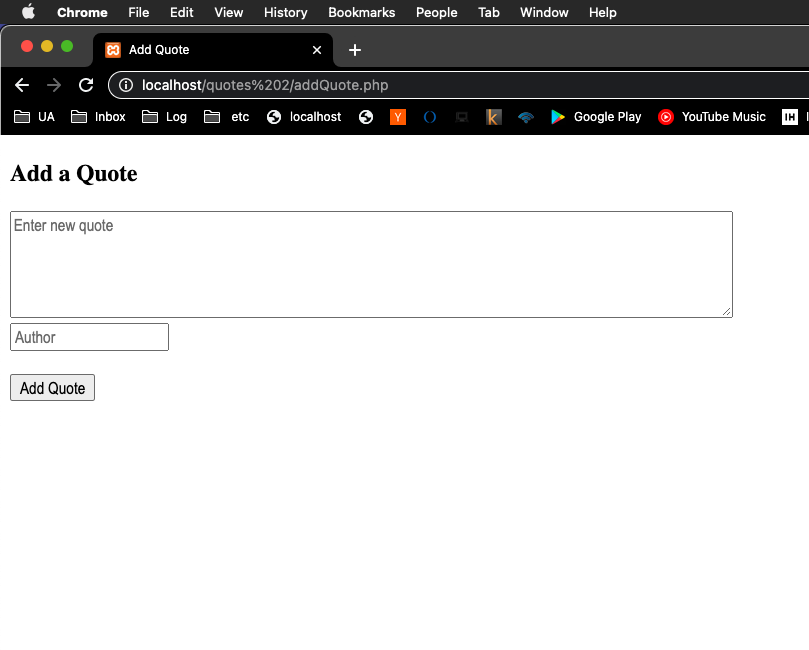 Chrome File Edit View History Bookmarks People Tab Window Help
Add Quote
localhost/quotes%202/addQuote.php
UA Inbox Log etc localhost Y k Google Play YouTube Music IH
Add a Quote
Enter new quote
Author
Add Quote